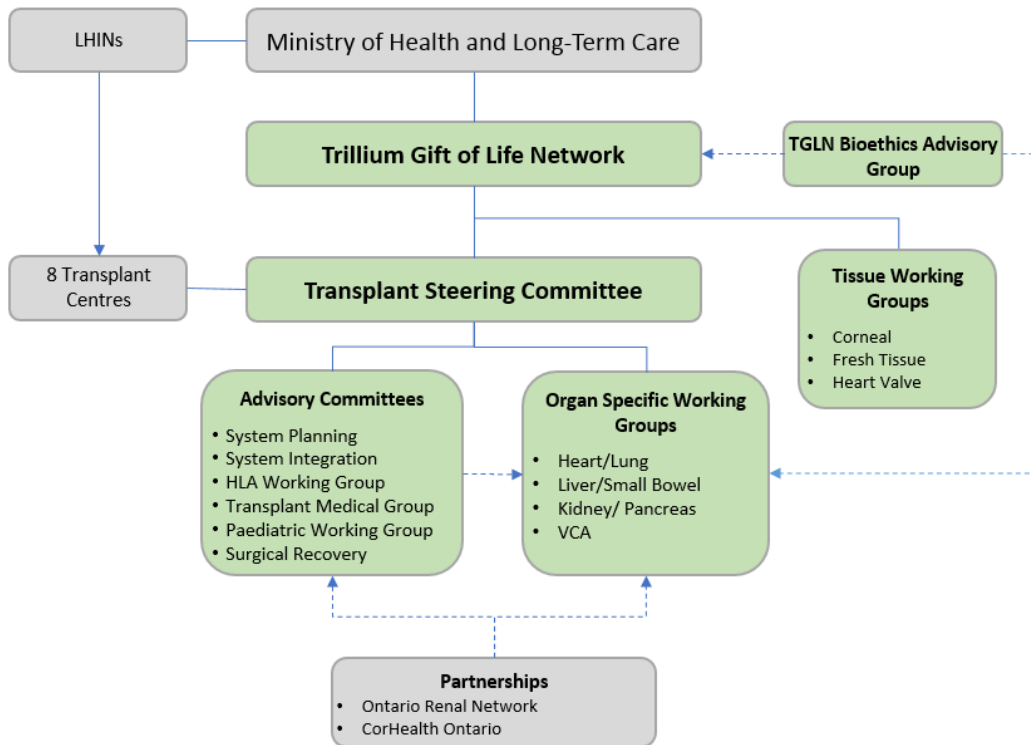 LHINs
Ministry of Health and Long-Term Care
Trillium Gift of Life Network
TGLN Bioethics Advisory
Group
8 Transplant
Centres
Transplant Steering Committee
Tissue Working
Groups
• Corneal
• Fresh Tissue
• Heart Valve
Advisory Committees
• System Planning
• System Integration
• HLA Working Group
• Transplant Medical Group
• Paediatric Working Group
• Surgical Recovery
Organ Specific Working
Groups
• Heart/Lung
• Liver/Small Bowel
• Kidney/ Pancreas
• VCA
Partnerships
• Ontario Renal Network
• CorHealth Ontario